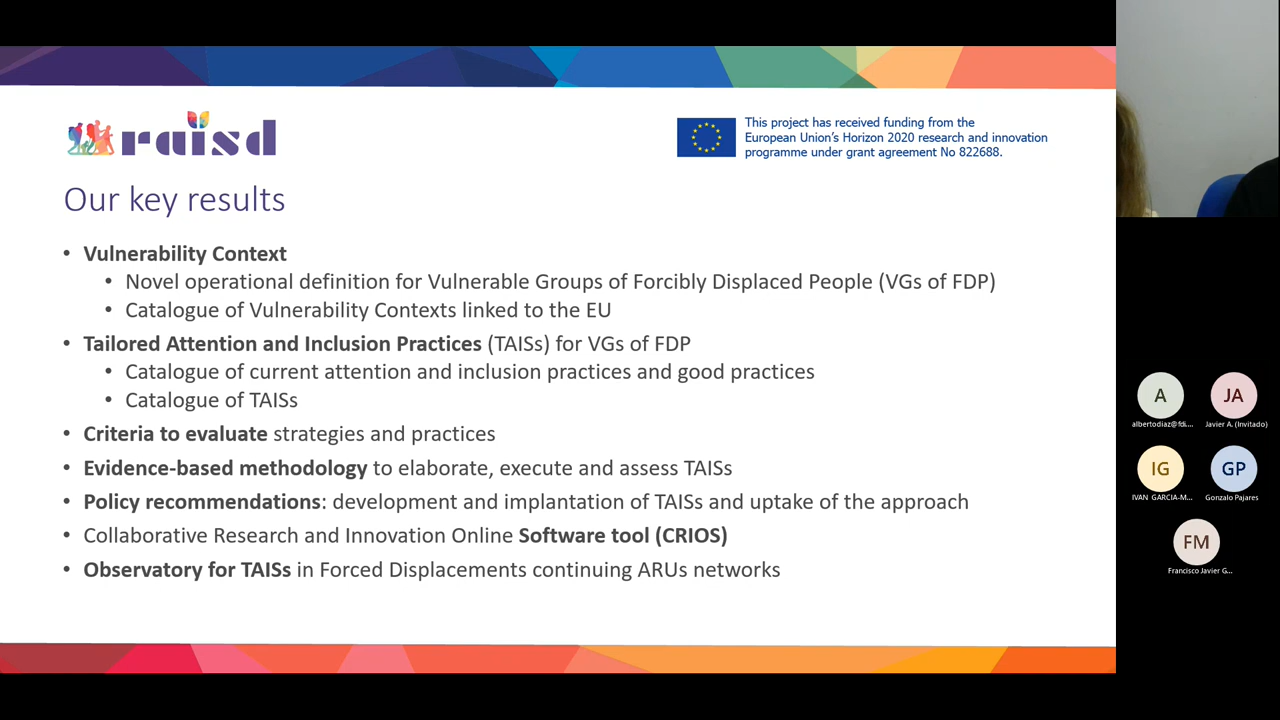 raisd
This project has received funding from the
European Union's Horizon 2020 research and innovation
programme under grant agreement No 822688.
Our key results
• Vulnerability Context
• Novel operational definition for Vulnerable Groups of Forcibly Displaced People (VGs of FDP)
• Catalogue of Vulnerability Contexts linked to the EU
• Tailored Attention and Inclusion Practices (TAISs) for VGs of FDP
• Catalogue of current attention and inclusion practices and good practices
• Catalogue of TAISs
• Criteria to evaluate strategies and practices
• Evidence-based methodology to elaborate, execute and assess TAISs
• Policy recommendations: development and implantation of TAISs and uptake of the approach
• Collaborative Research and Innovation Online Software tool (CRIOS)
• Observatory for TAISs in Forced Displacements continuing ARUs networks
A
albertodiaz@fdi....
JA
Javier A. (Invitado)
IG
IVAN GARCIA-M...
GP
Gonzalo Pajares
FM
Francisco Javier G...